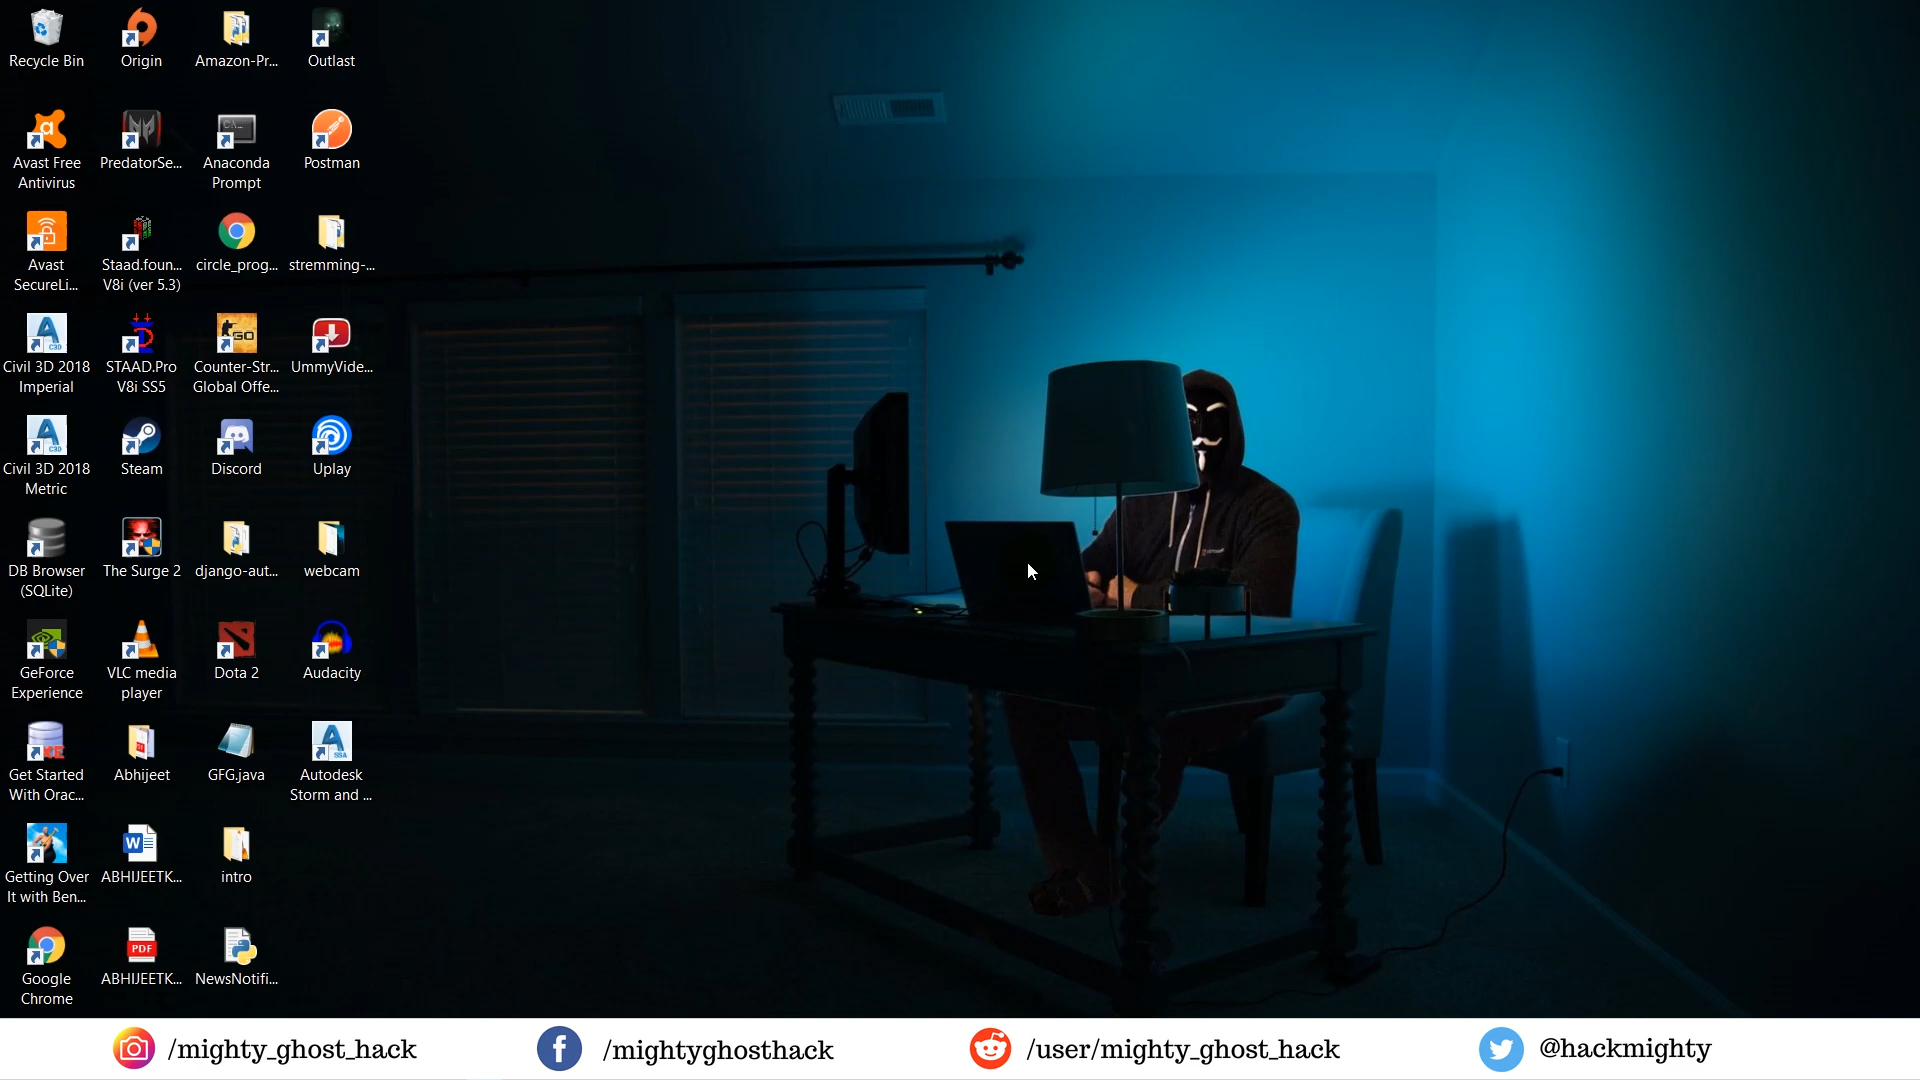 Recycle Bin
Origin
Amazon-Pr...
Outlast
Avast Free
Antivirus
PredatorSe...
Anaconda
Prompt
Postman
Avast
SecureLi...
Staad.foun...
V8i (ver 5.3)
circle_prog...
stremming-...
Civil 3D 2018
Imperial
STAAD.Pro
V8i SS5
Counter-Str...
Global Offe...
UmmyVide...
Civil 3D 2018
Metric
Steam
Discord
Uplay
DB Browser
(SQLite)
The Surge 2
django-aut...
webcam
GeForce
Experience
VLC media
player
Dota 2
Audacity
Get Started
With Orac...
Abhijeet
GFG.java
Autodesk
Storm and ...
Getting Over
It with Ben...
ABHIJEETK...
intro
Google
Chrome
ABHIJEETK...
NewsNotifi...
/mighty_ghost_hack
/mightyghosthack
/user/mighty_ghost_hack
@hackmighty